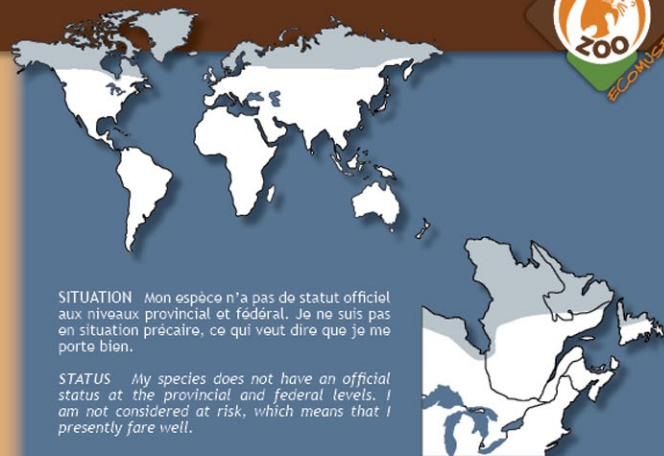 ZOO
ECOMUS
SITUATION Mon espèce n'a pas de statut officiel
aux niveaux provincial et fédéral. Je ne suis pas
en situation précaire, ce qui veut dire que je me
porte bien.
STATUS My species does not have an official
status at the provincial and federal levels. I
am not considered at risk, which means that I
presently fare well.